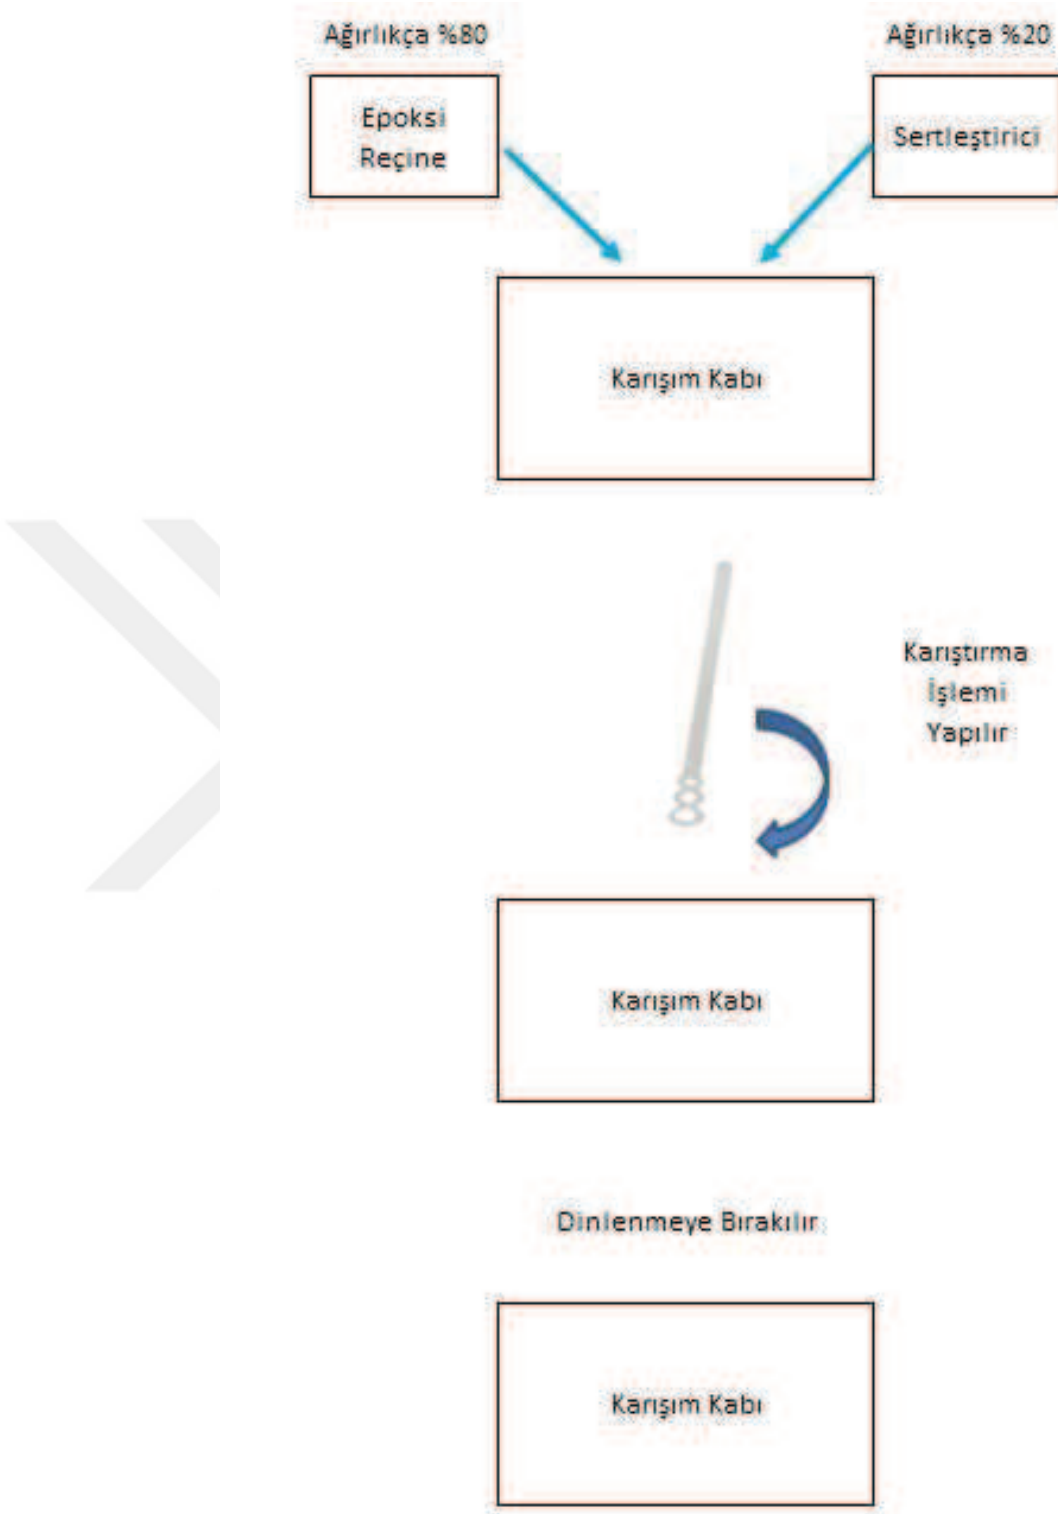 Ağırlıkça %80
Ağırlıkça %20
Epoksi
Reçine
Sertleştirici
Karışım Kabı
Karıştırma
İşlemi
Yapılır
Karışım Kabı
Dinlenmeye Bırakılır
Karışım Kabı